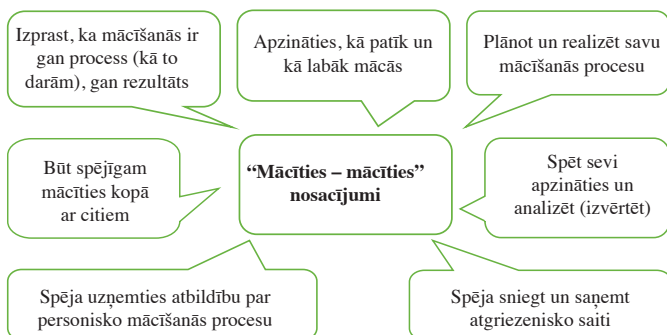 Izprast, ka mācīšanās ir
gan process (kā to
darām), gan rezultāts
Apzināties, kā patīk un
kā labāk mācās
Plānot un realizēt savu
mācīšanās procesu
Būt spējīgam
mācīties kopā
ar citiem
“Mācīties – mācīties”
nosacījumi
Spēt sevi
apzināties un
analizēt (izvērtēt)
Spēja uzņemties atbildību par
personisko mācīšanās procesu
Spēja sniegt un saņemt
atgriezenisko saiti